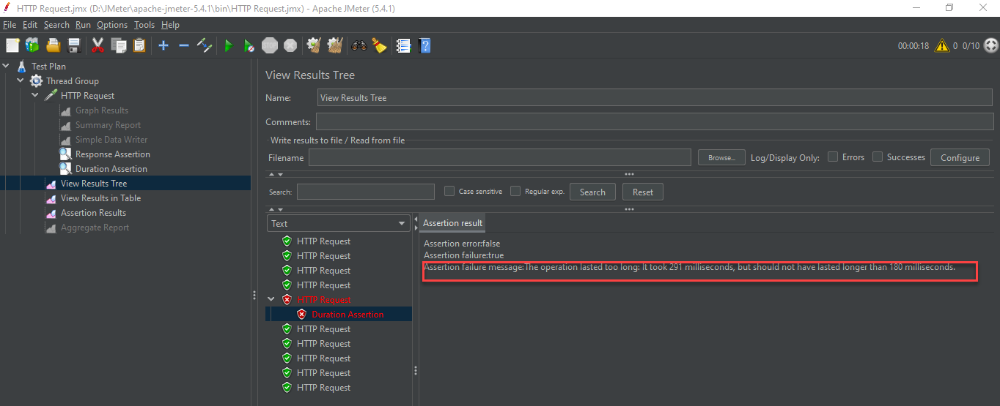 HTTP Request.jmx (D:\JMeter\apache-jmeter-5.4.1\bin\HTTP Request.jmx) - Apache JMeter (5.4.1)
File Edit Search Run Options Tools Help
STOP
00:00:18 0 0/10
Test Plan
Thread Group
HTTP Request
Graph Results
Summary Report
Simple Data Writer
Response Assertion
Duration Assertion
View Results Tree
View Results in Table
Assertion Results
Aggregate Report
View Results Tree
Name: View Results Tree
Comments:
Write results to file / Read from file
Filename Browse... Log/Display Only: Errors Successes Configure
Search: Case sensitive Regular exp. Search Reset
Text
HTTP Request
HTTP Request
HTTP Request
HTTP Request
HTTP Request
Duration Assertion
HTTP Request
HTTP Request
HTTP Request
HTTP Request
HTTP Request
Assertion result
Assertion error:false
Assertion failure:true
Assertion failure message:The operation lasted too long: It took 291 milliseconds, but should not have lasted longer than 180 milliseconds.